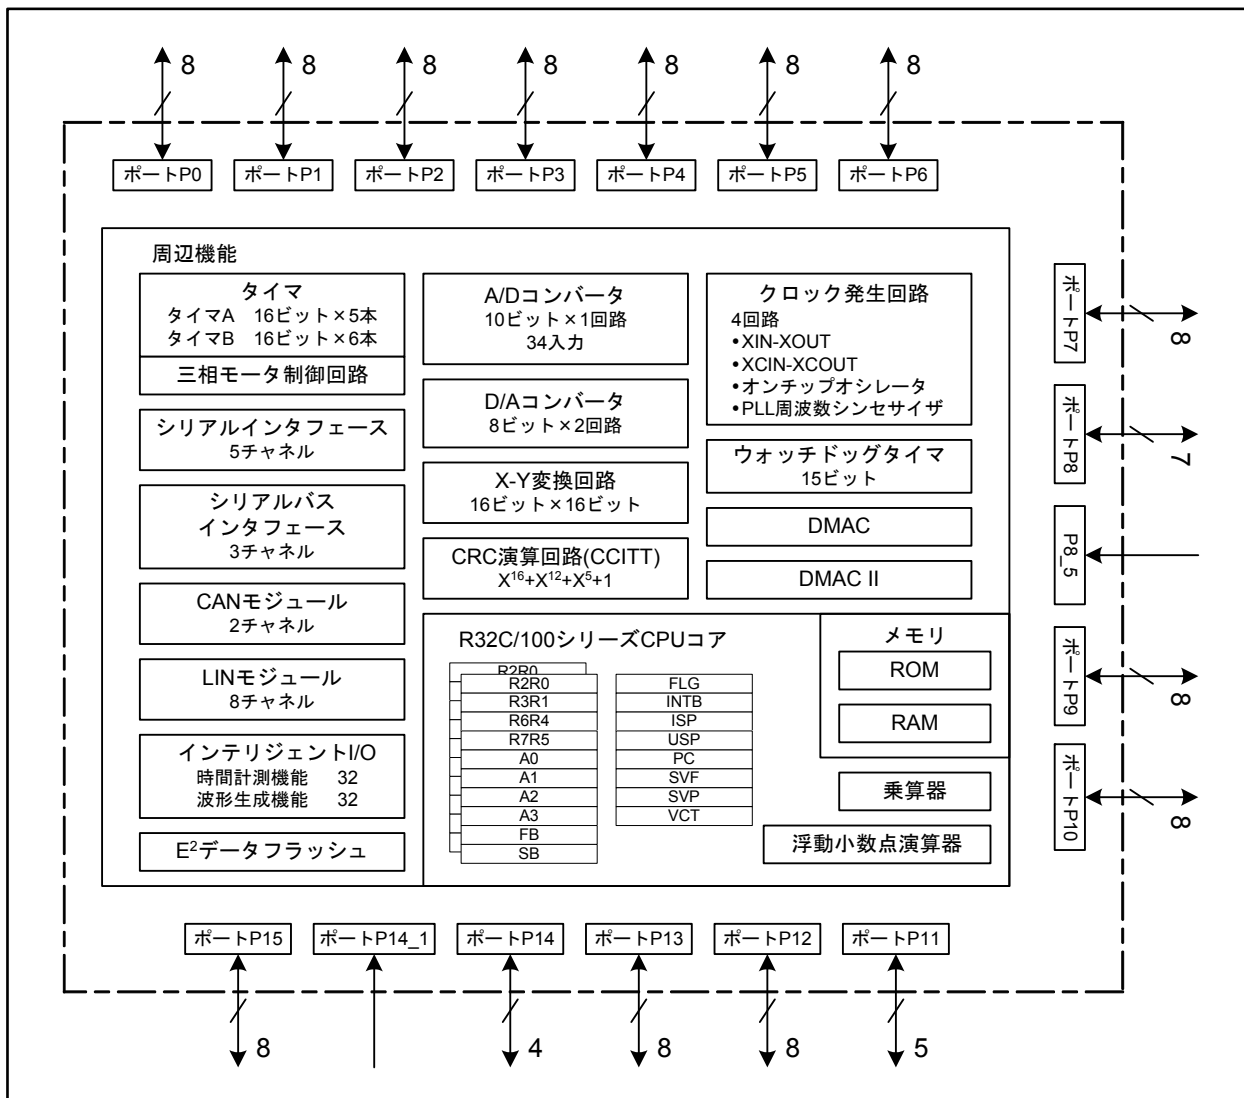 8
8
8
8
8
8
8
ポートP0
ポートP1
ポートP2
ポートP3
ポートP4
ポートP5
ポートP6
周辺機能
タイマ
タイマA 16ビット×5本
タイマB 16ビット×6本
三相モータ制御回路
シリアルインタフェース
5チャネル
シリアルバス
インタフェース
3チャネル
CANモジュール
2チャネル
LINモジュール
8チャネル
インテリジェントI/O
時間計測機能 32
波形生成機能 32
E²データフラッシュ
A/Dコンバータ
10ビット×1回路
34入力
D/Aコンバータ
8ビット×2回路
X-Y変換回路
16ビット×16ビット
CRC演算回路(CCITT)
X¹⁶+X¹²+X⁵+1
クロック発生回路
4回路
•XIN-XOUT
•XCIN-XCOUT
•オンチップオシレータ
•PLL周波数シンセサイザ
ウォッチドッグタイマ
15ビット
DMAC
DMAC II
R32C/100シリーズCPUコア
R2R0
R2R0
R3R1
R6R4
R7R5
A0
A1
A2
A3
FB
SB
FLG
INTB
ISP
USP
PC
SVF
SVP
VCT
メモリ
ROM
RAM
乗算器
浮動小数点演算器
ポートP7
8
ポートP8
7
P8_5
ポートP9
8
ポートP10
8
ポートP15
ポートP14_1
ポートP14
ポートP13
ポートP12
ポートP11
8
4
8
8
5